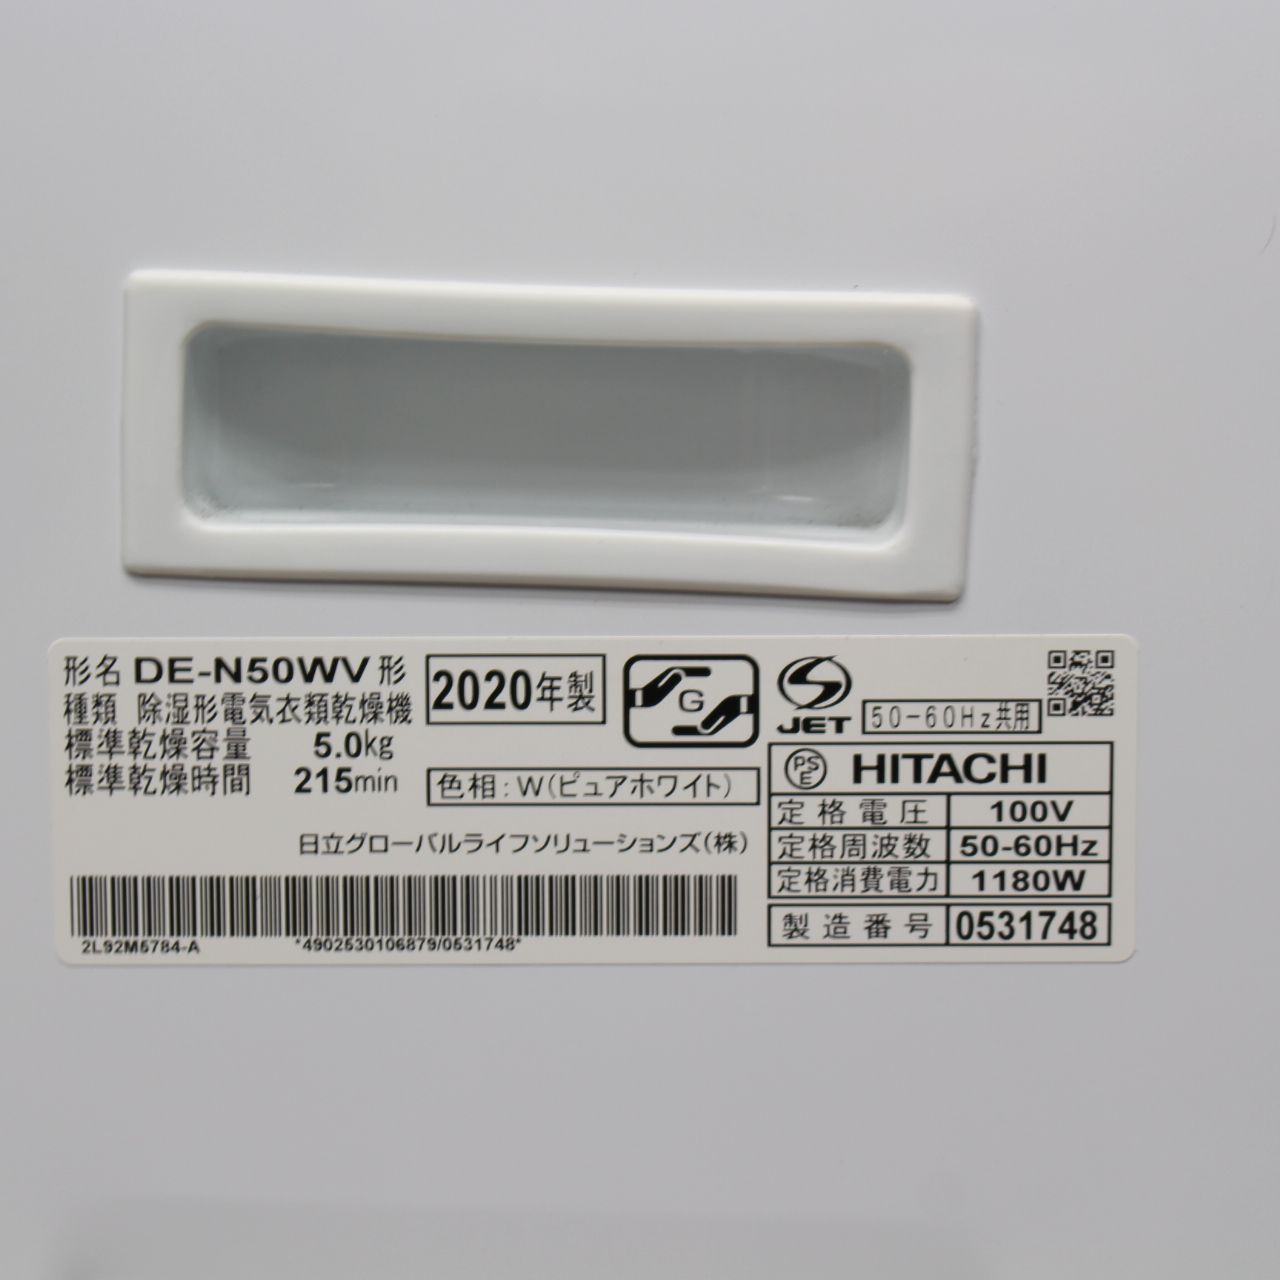 形名 DE-N50WV 形
種類 除湿形電気衣類乾燥機
標準乾燥容量 5.0kg
標準乾燥時間 215min
2020年製
G
JET
50-60Hz共用
色相:W(ピュアホワイト)
日立グローバルライフソリューションズ(株)
2L92M5784-A *4902530106879/0531748*
PSE HITACHI
定格電圧 100V
定格周波数 50-60Hz
定格消費電力 1180W
製造番号 0531748